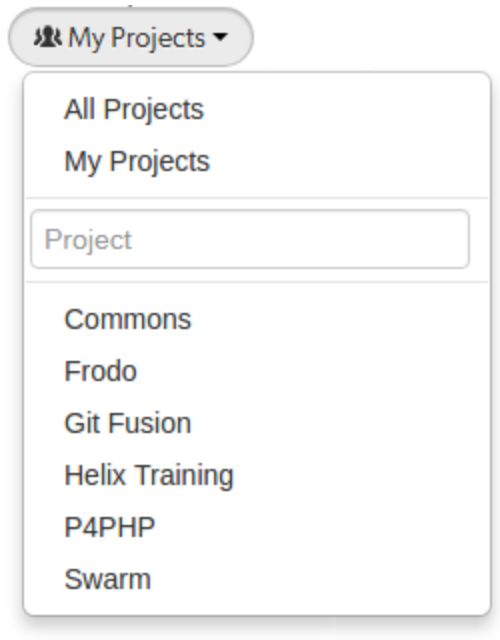 My Projects
All Projects
My Projects
Project
Commons
Frodo
Git Fusion
Helix Training
P4PHP
Swarm